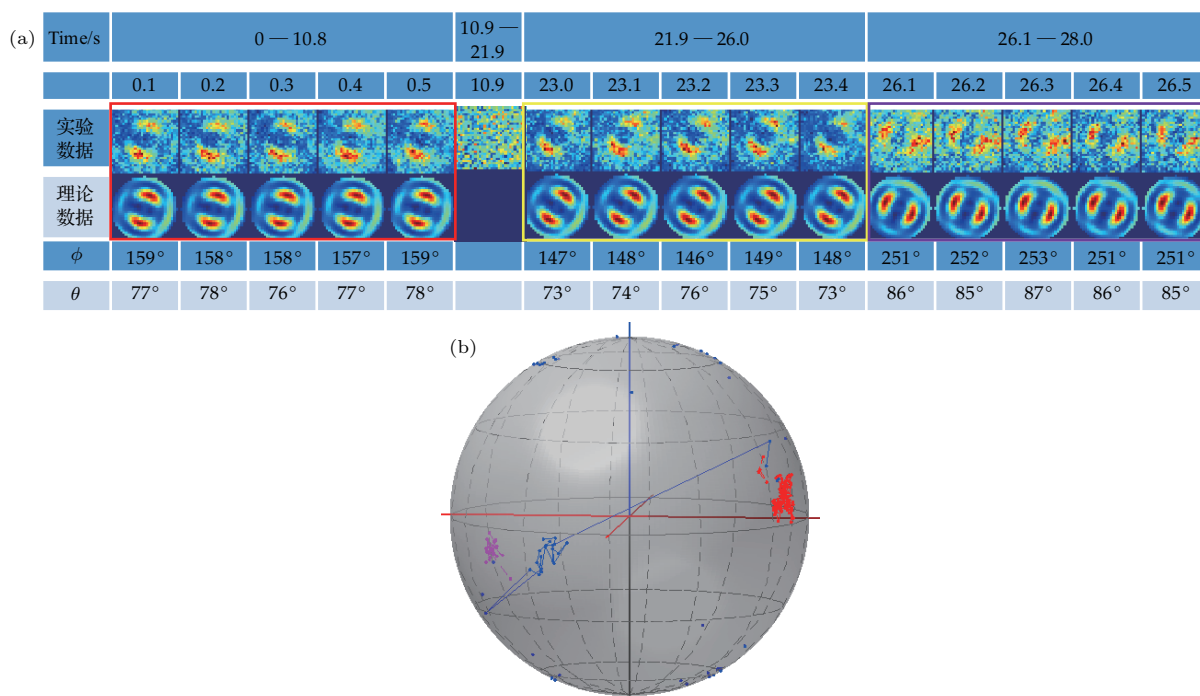 (a)
Time/s 0—10.8 10.9—21.9 21.9—26.0 26.1—28.0
0.1 0.2 0.3 0.4 0.5 10.9 23.0 23.1 23.2 23.3 23.4 26.1 26.2 26.3 26.4 26.5
实验
数据
理论
数据
ϕ 159° 158° 158° 157° 159° 147° 148° 146° 149° 148° 251° 252° 253° 251° 251°
θ 77° 78° 76° 77° 78° 73° 74° 76° 75° 73° 86° 85° 87° 86° 85°
(b)